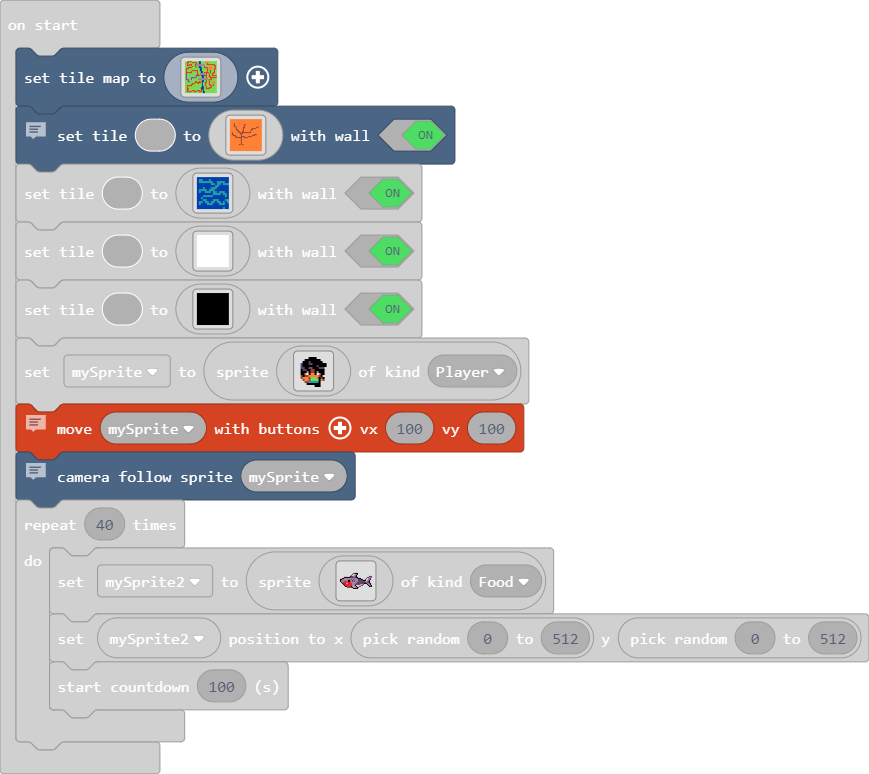 on start
set tile map to
set tile to with wall ON
set tile to with wall ON
set tile to with wall ON
set tile to with wall ON
set mySprite to sprite of kind Player
move mySprite with buttons vx 100 vy 100
camera follow sprite mySprite
repeat 40 times
do
set mySprite2 to sprite of kind Food
set mySprite2 position to x pick random 0 to 512 y pick random 0 to 512
start countdown 100 (s)